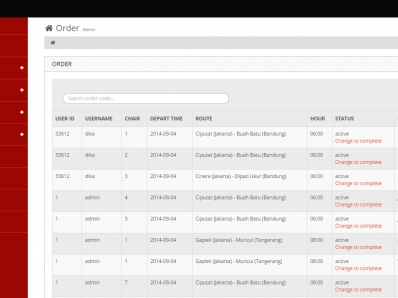 Order Admin
ORDER
Search order code...
USER ID USERNAME CHAIR DEPART TIME ROUTE HOUR STATUS
33612 dika 1 2014-09-04 Ciputat (Jakarta) - Buah Batu (Bandung) 06:00 active
Change to complete
33612 dika 2 2014-09-04 Ciputat (Jakarta) - Buah Batu (Bandung) 06:00 active
Change to complete
33612 dika 3 2014-09-04 Cinere (Jakarta) - Dipati Ukur (Bandung) 06:00 active
Change to complete
1 admin 4 2014-09-04 Ciputat (Jakarta) - Buah Batu (Bandung) 06:00 active
Change to complete
1 admin 3 2014-09-04 Ciputat (Jakarta) - Buah Batu (Bandung) 06:00 active
Change to complete
1 admin 1 2014-09-04 Gaplek (Jakarta) - Muncul (Tangerang) 08:00 active
Change to complete
1 admin 1 2014-09-04 Gaplek (Jakarta) - Muncul (Tangerang) 08:00 active
Change to complete
1 admin 7 2014-09-04 Ciputat (Jakarta) - Buah Batu (Bandung) 08:00 active
Change to complete